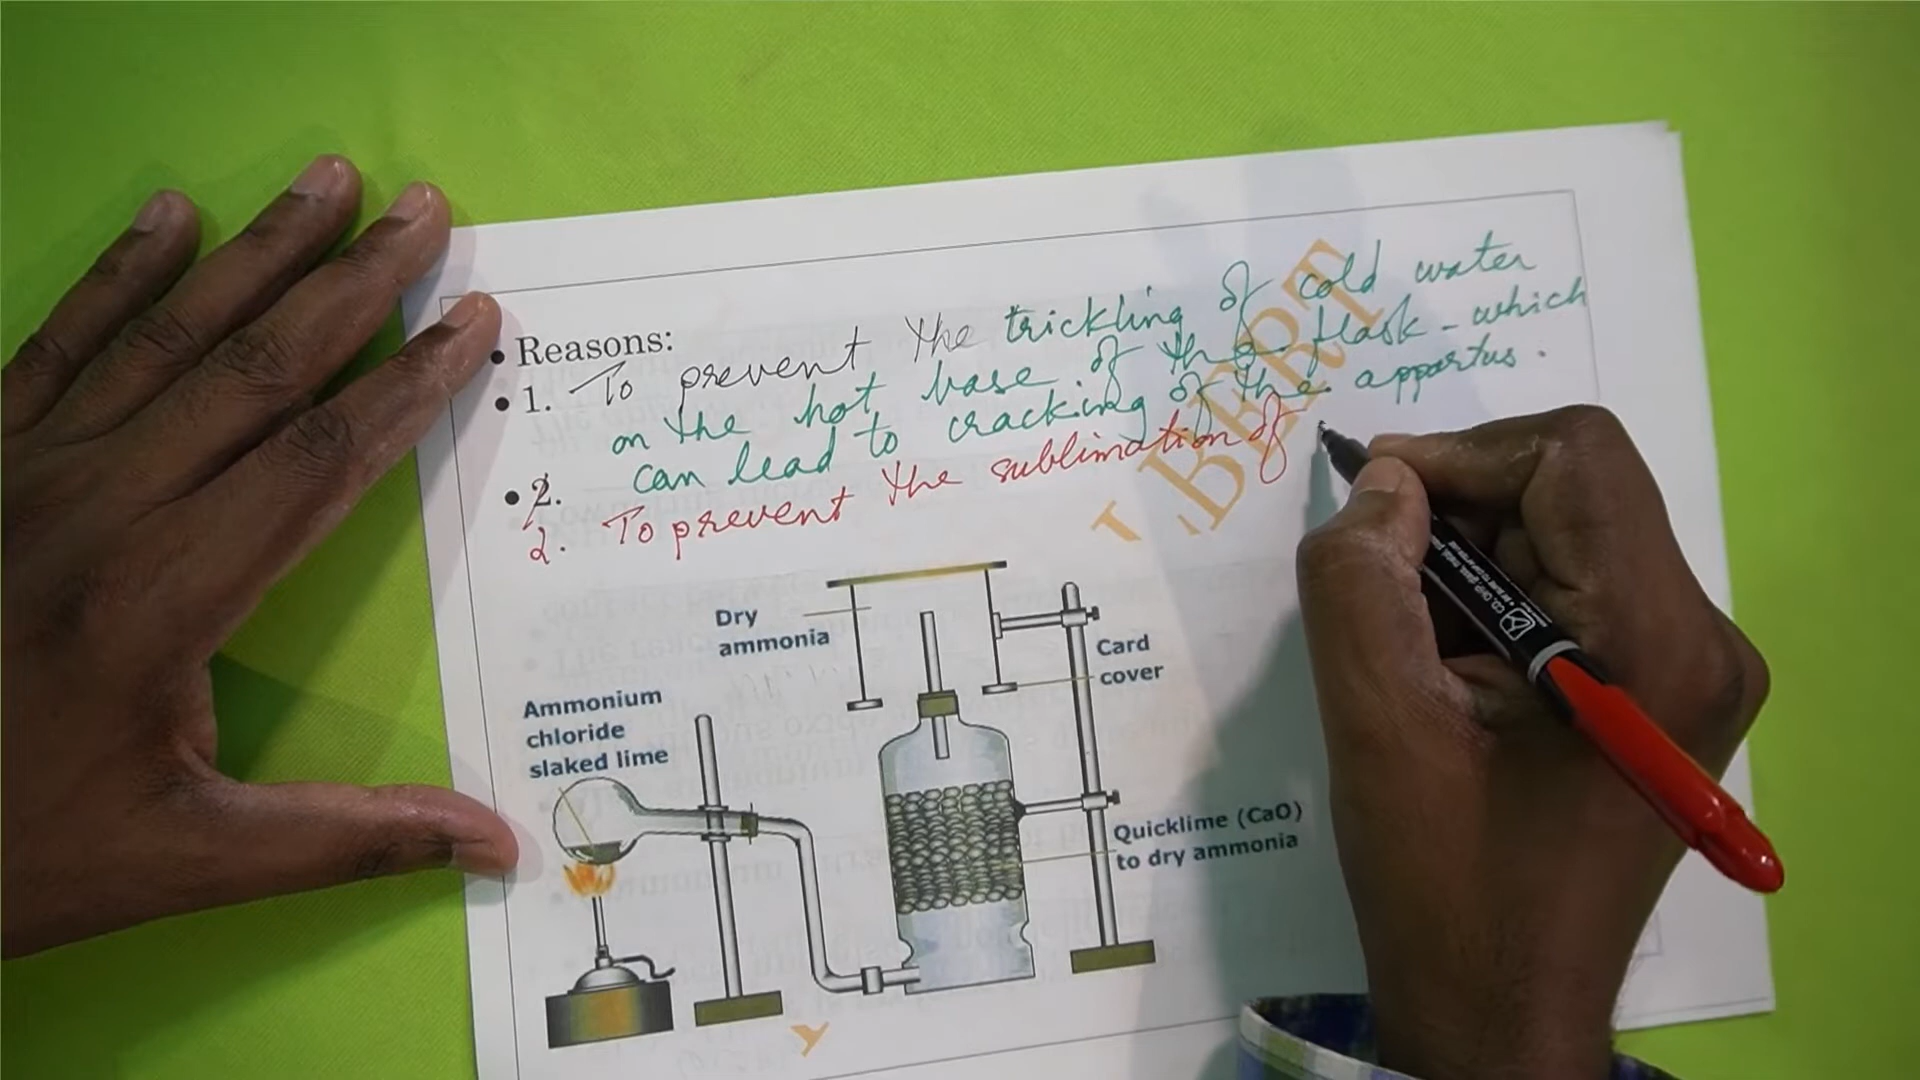 • Reasons:
• 1. To prevent the trickling of cold water
on the hot base of the flask - which
can lead to cracking of the appartus.
• 2.
2. To prevent the sublimation of
Dry
ammonia
Card
cover
Ammonium
chloride
slaked lime
Quicklime (CaO)
to dry ammonia